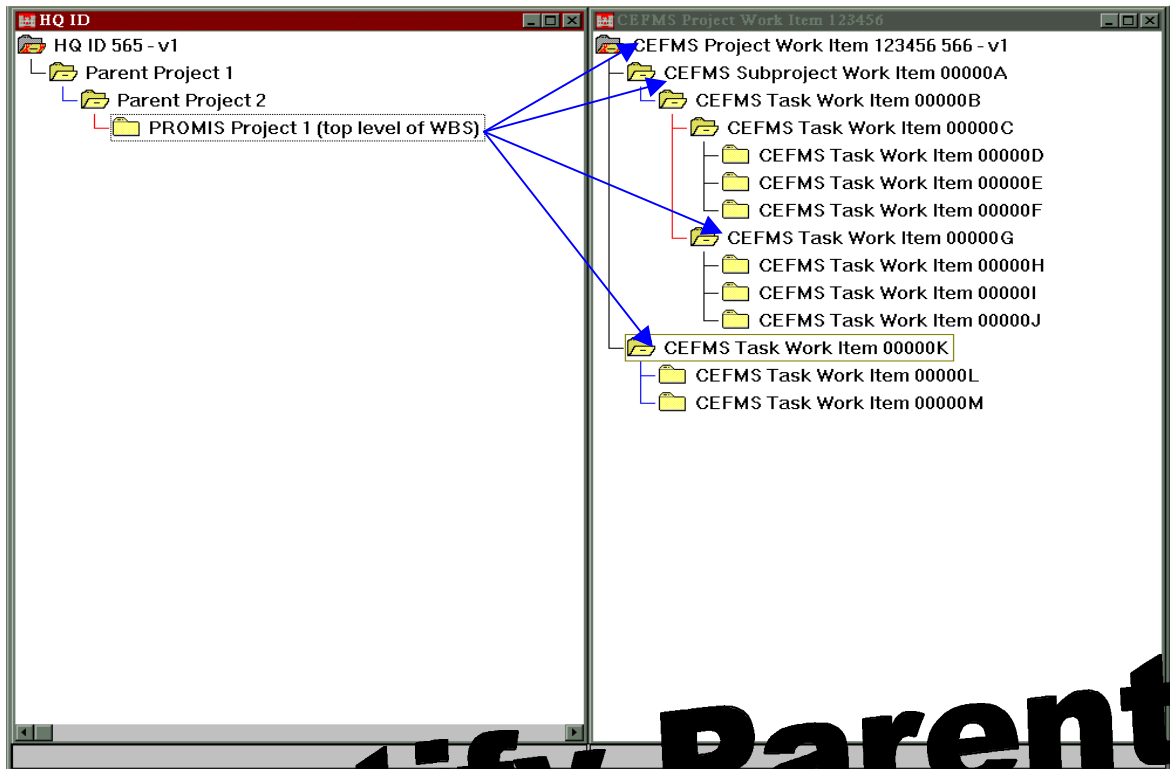 HQ ID
HQ ID 565 - v1
Parent Project 1
Parent Project 2
PROMIS Project 1 (top level of WBS)
CEFMS Project Work Item 123456
CEFMS Project Work Item 123456 566 - v1
CEFMS Subproject Work Item 00000A
CEFMS Task Work Item 00000B
CEFMS Task Work Item 00000C
CEFMS Task Work Item 00000D
CEFMS Task Work Item 00000E
CEFMS Task Work Item 00000F
CEFMS Task Work Item 00000G
CEFMS Task Work Item 00000H
CEFMS Task Work Item 00000I
CEFMS Task Work Item 00000J
CEFMS Task Work Item 00000K
CEFMS Task Work Item 00000L
CEFMS Task Work Item 00000M
Parent